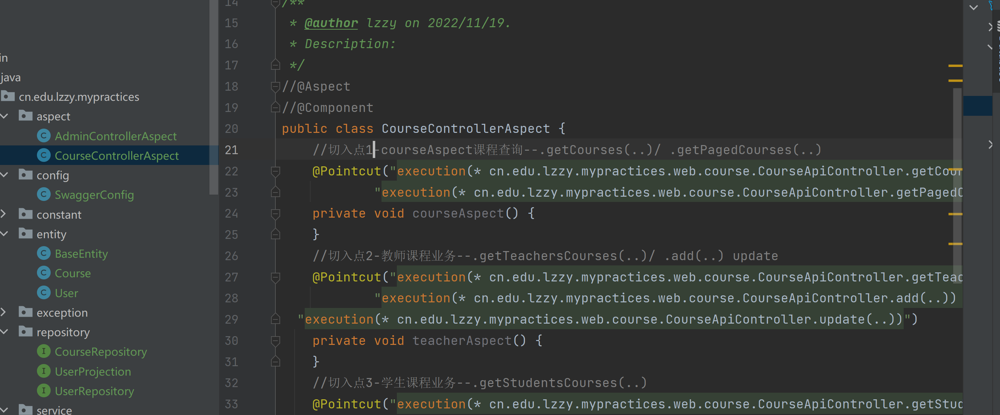 in
java
cn.edu.lzzy.mypractices
aspect
AdminControllerAspect
CourseControllerAspect
config
SwaggerConfig
constant
entity
BaseEntity
Course
User
exception
repository
CourseRepository
UserProjection
UserRepository
service
14 /**
15 * @author lzzy on 2022/11/19.
16 * Description:
17 */
18 //@Aspect
19 //@Component
20 public class CourseControllerAspect {
21 //切入点1-courseAspect课程查询--.getCourses(..)/ .getPagedCourses(..)
22 @Pointcut("execution(* cn.edu.lzzy.mypractices.web.course.CourseApiController.getCour
23 "execution(* cn.edu.lzzy.mypractices.web.course.CourseApiController.getPagedC
24 private void courseAspect() {
25 }
26 //切入点2-教师课程业务--.getTeachersCourses(..)/ .add(..) update
27 @Pointcut("execution(* cn.edu.lzzy.mypractices.web.course.CourseApiController.getTeac
28 "execution(* cn.edu.lzzy.mypractices.web.course.CourseApiController.add(..))
29 "execution(* cn.edu.lzzy.mypractices.web.course.CourseApiController.update(..))")
30 private void teacherAspect() {
31 }
32 //切入点3-学生课程业务--.getStudentsCourses(..)
33 @Pointcut("execution(* cn.edu.lzzy.mypractices.web.course.CourseApiController.getStud